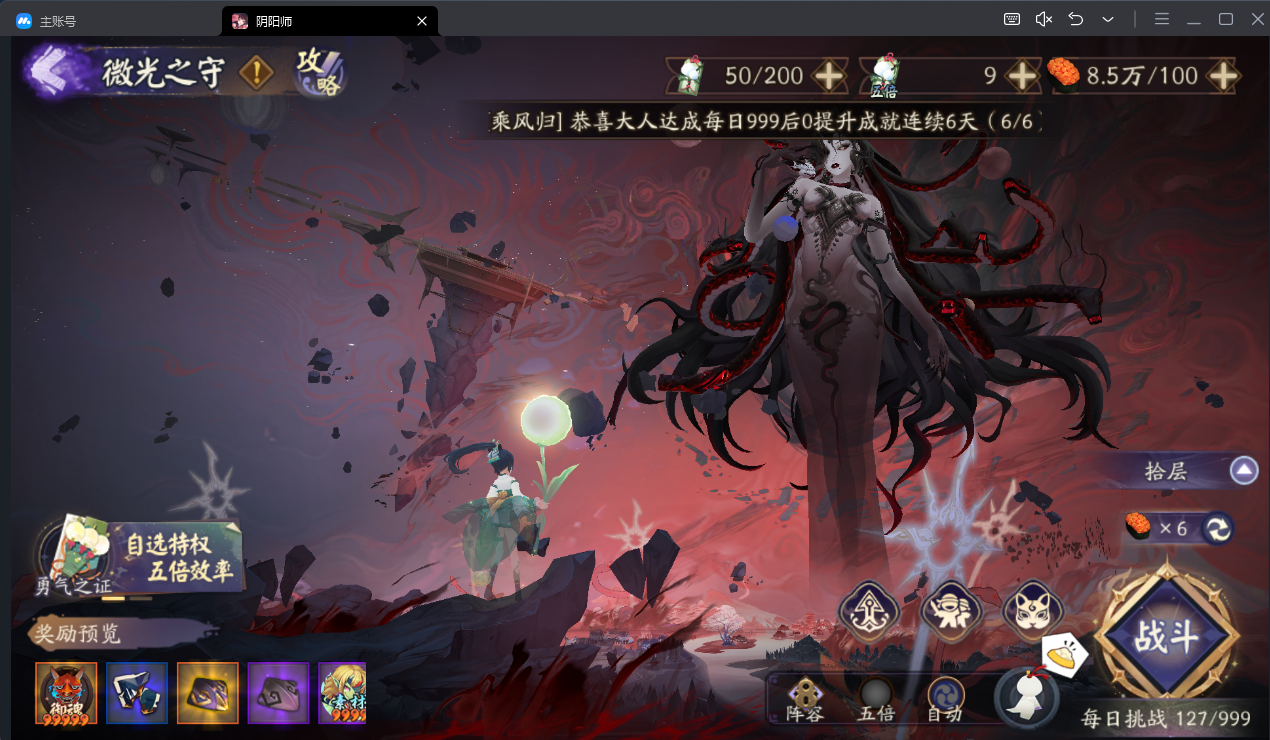 主账号
阴阳师
微光之守
攻略
50/200
五倍
9
8.5万/100
[乘风归] 恭喜大人达成每日999后0提升成就连续6天（6/6
拾层
×6
自选特权
五倍效率
勇气之证
奖励预览
战斗
御魂
99999
素材
999
阵容
五倍
自动
每日挑战 127/999